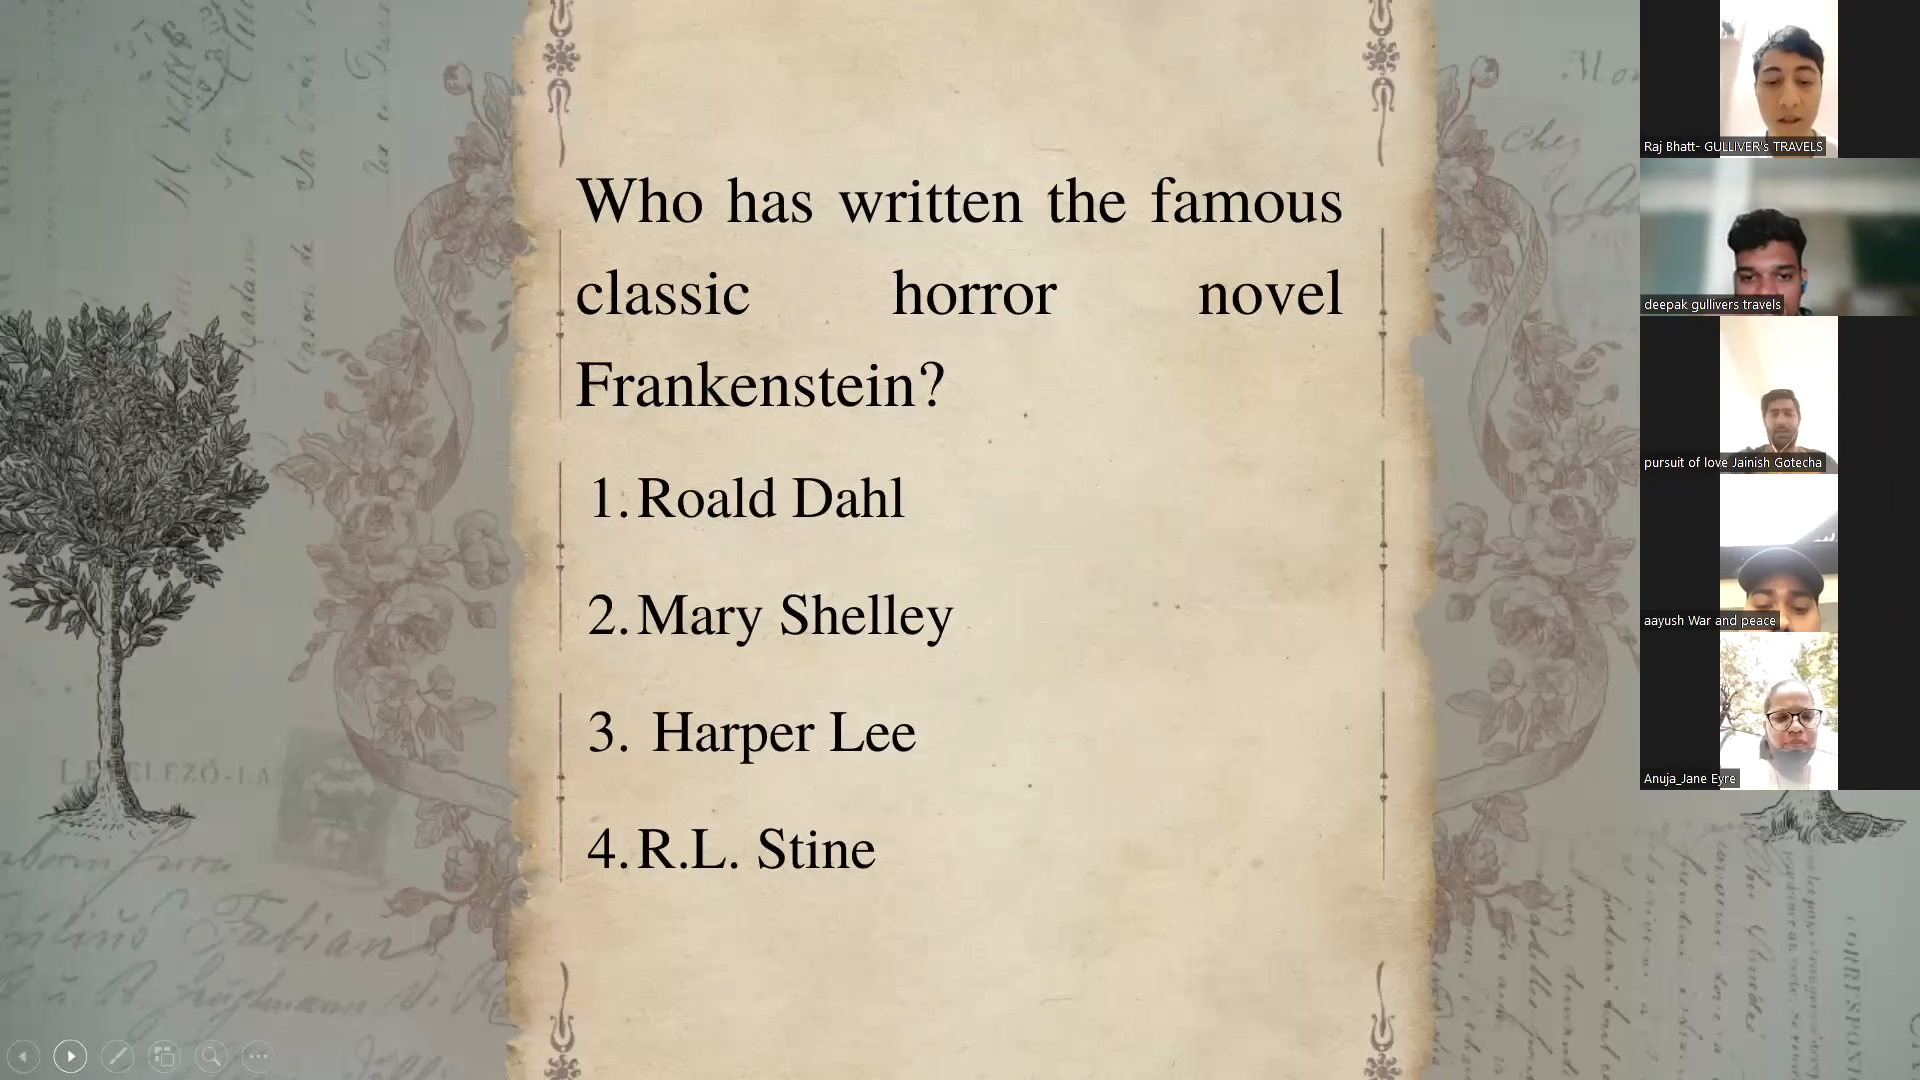 Who has written the famous
classic horror novel
Frankenstein?
1. Roald Dahl
2. Mary Shelley
3. Harper Lee
4. R.L. Stine
Raj Bhatt- GULLIVER's TRAVELS
deepak gullivers travels
pursuit of love Jainish Gotecha
aayush War and peace
Anuja_Jane Eyre
Fabian